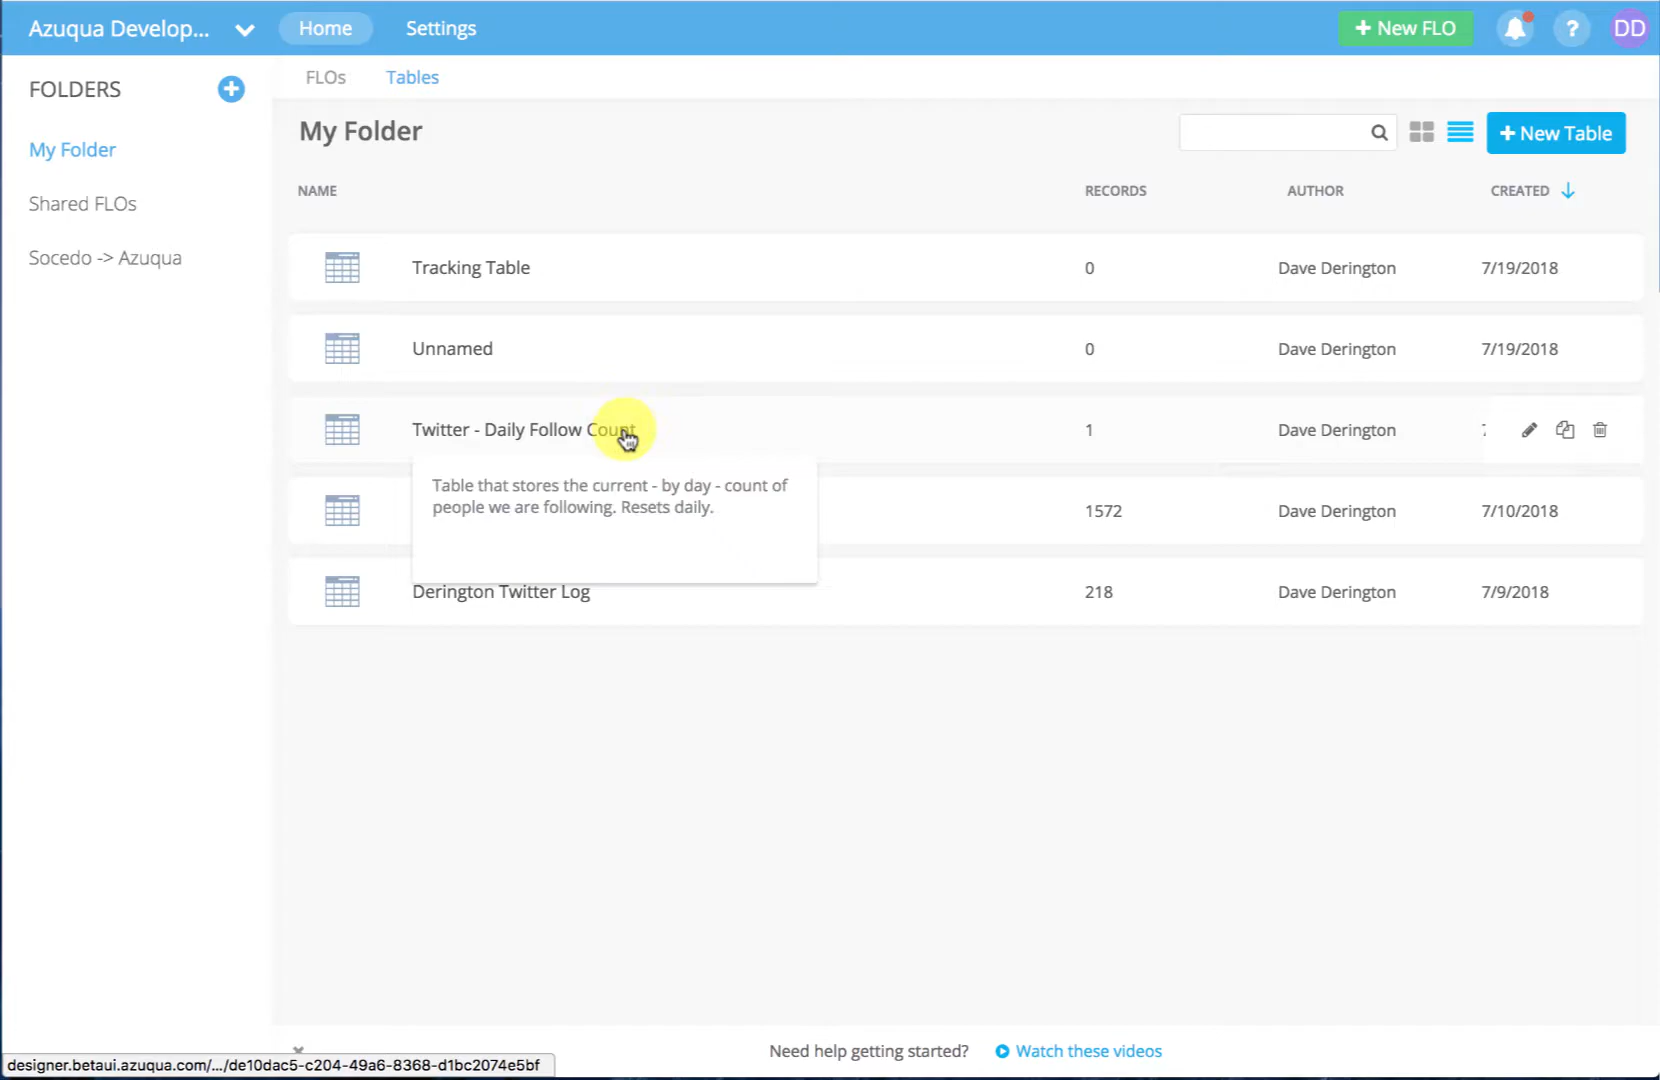 Azuqua Develop...
Home
Settings
+ New FLO
?
DD
FOLDERS
FLOs
Tables
My Folder
+ New Table
My Folder
Shared FLOs
Socedo -> Azuqua
NAME
RECORDS
AUTHOR
CREATED
Tracking Table
0
Dave Derington
7/19/2018
Unnamed
0
Dave Derington
7/19/2018
Twitter - Daily Follow Count
1
Dave Derington
Table that stores the current - by day - count of
people we are following. Resets daily.
1572
Dave Derington
7/10/2018
Derington Twitter Log
218
Dave Derington
7/9/2018
Need help getting started?
Watch these videos
designer.betaui.azuqua.com/.../de10dac5-c204-49a6-8368-d1bc2074e5bf